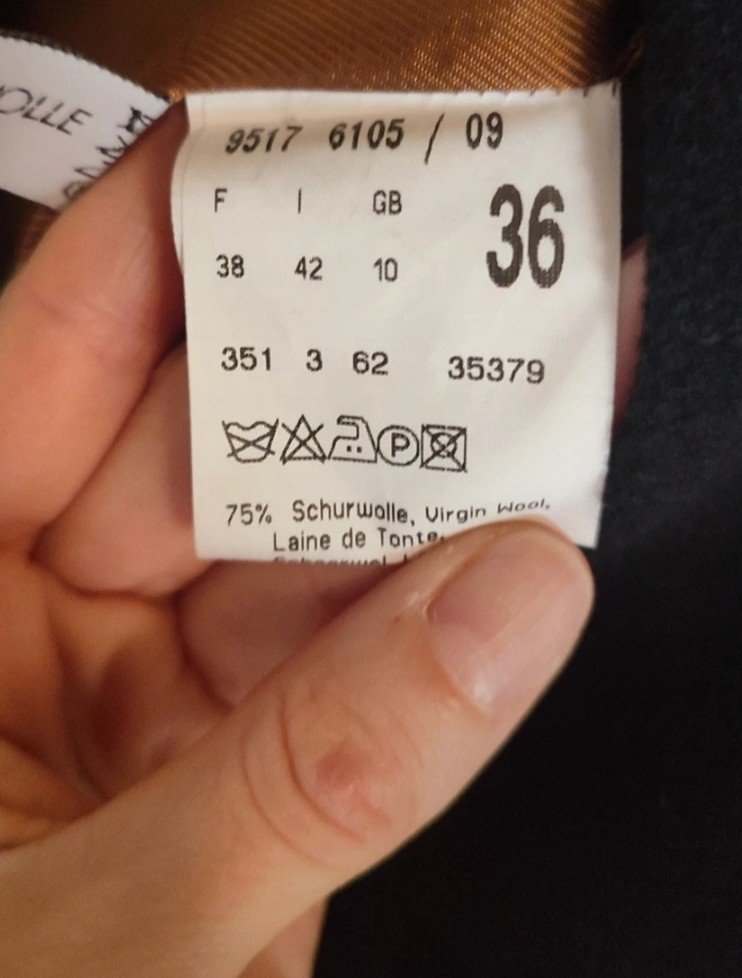 OLLE
9517 6105 / 09
F I GB 36
38 42 10
351 3 62 35379
P
75% Schurwolle, Virgin Wool,
Laine de Tonte,